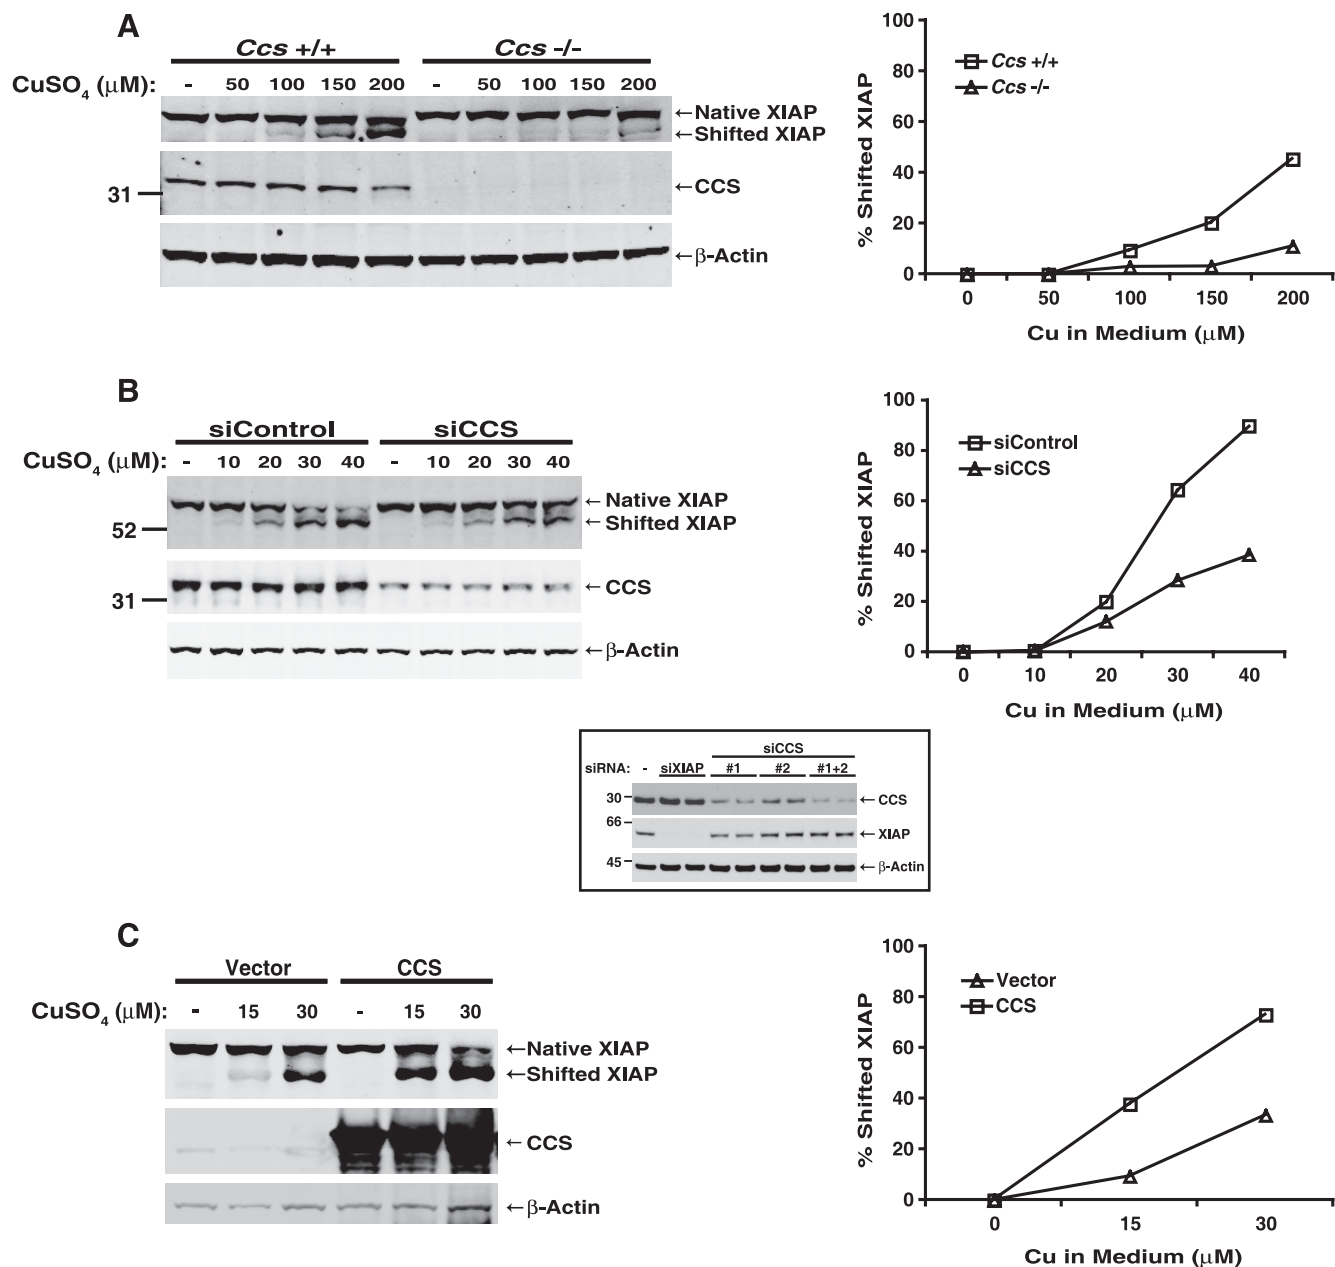 A
Ccs +/+ Ccs -/-
CuSO4 (μM): - 50 100 150 200 - 50 100 150 200
←Native XIAP
←Shifted XIAP
31
←CCS
←β-Actin
100
80
60
40
20
0
% Shifted XIAP
Ccs +/+
Ccs -/-
0 50 100 150 200
Cu in Medium (μM)
B
siControl siCCS
CuSO4 (μM): - 10 20 30 40 - 10 20 30 40
←Native XIAP
←Shifted XIAP
52
←CCS
31
←β-Actin
100
80
60
40
20
0
% Shifted XIAP
siControl
siCCS
0 10 20 30 40
Cu in Medium (μM)
siCCS
siRNA: - siXIAP #1 #2 #1+2
30
←CCS
66
←XIAP
45
←β-Actin
C
Vector CCS
CuSO4 (μM): - 15 30 - 15 30
←Native XIAP
←Shifted XIAP
←CCS
←β-Actin
100
80
60
40
20
0
% Shifted XIAP
Vector
CCS
0 15 30
Cu in Medium (μM)